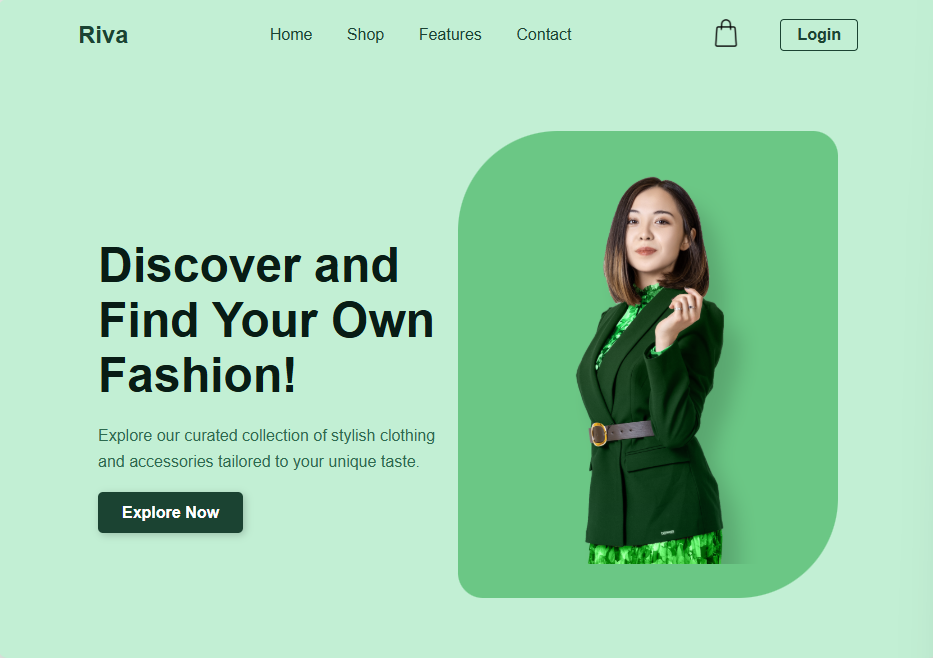 Riva
Home Shop Features Contact
Login
Discover and
Find Your Own
Fashion!
Explore our curated collection of stylish clothing
and accessories tailored to your unique taste.
Explore Now